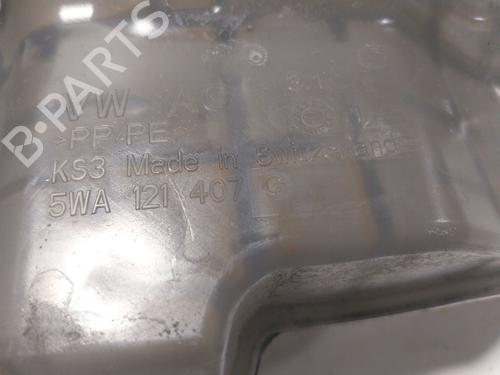 VW AG
>PP-PE<
KS3 Made in Switzerland
5WA 121 407 G
B-PARTS